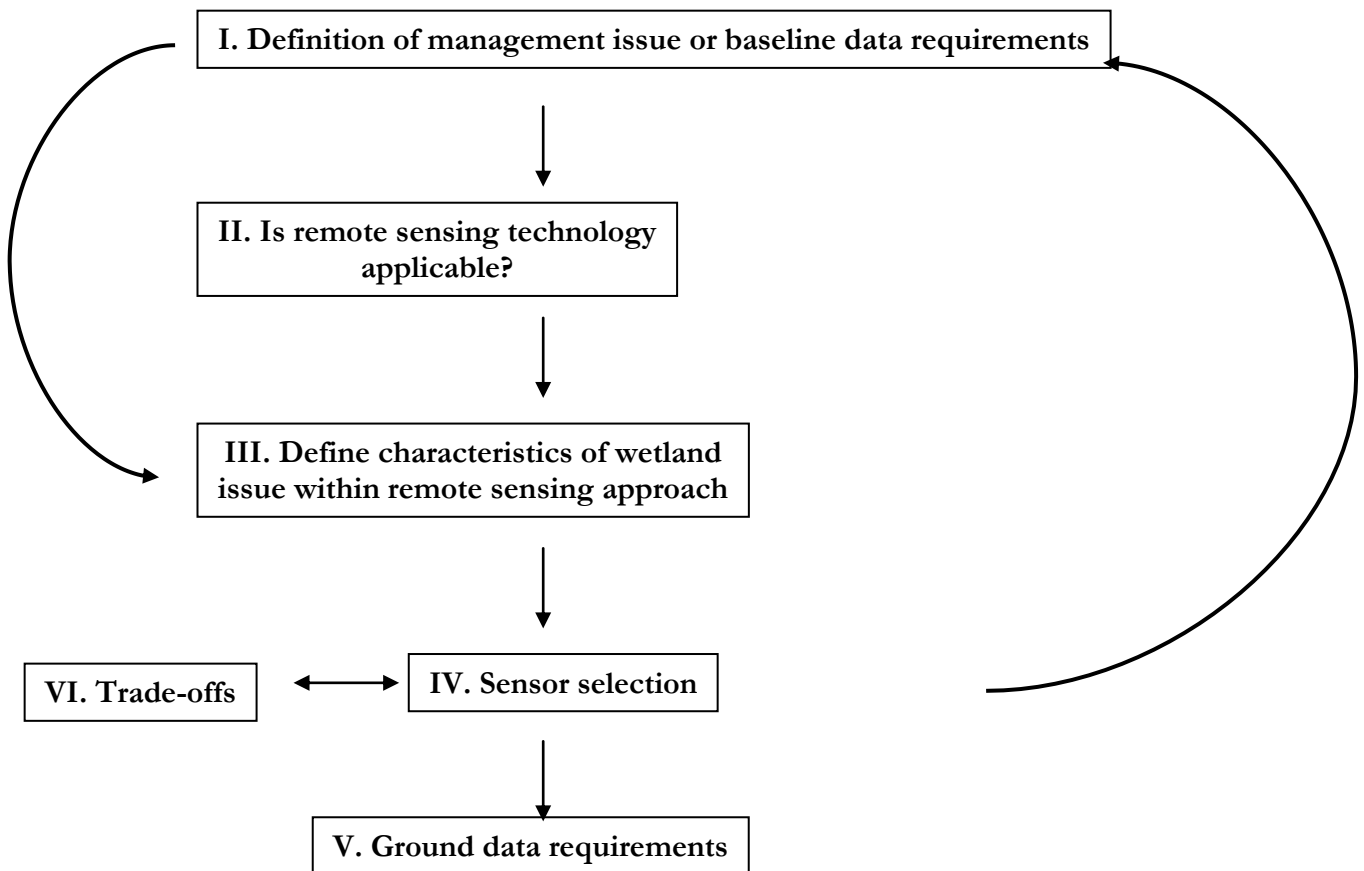 I. Definition of management issue or baseline data requirements
II. Is remote sensing technology
applicable?
III. Define characteristics of wetland
issue within remote sensing approach
VI. Trade-offs
IV. Sensor selection
V. Ground data requirements